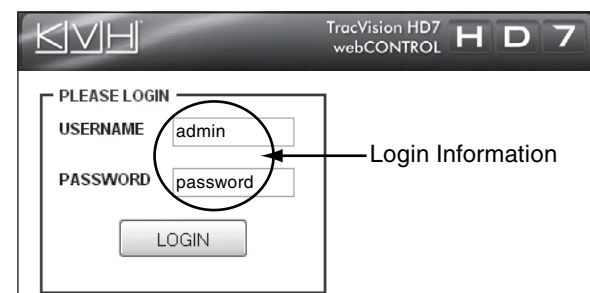 KVH
TracVision HD7
webCONTROL
HD7
PLEASE LOGIN
USERNAME admin
Login Information
PASSWORD password
LOGIN